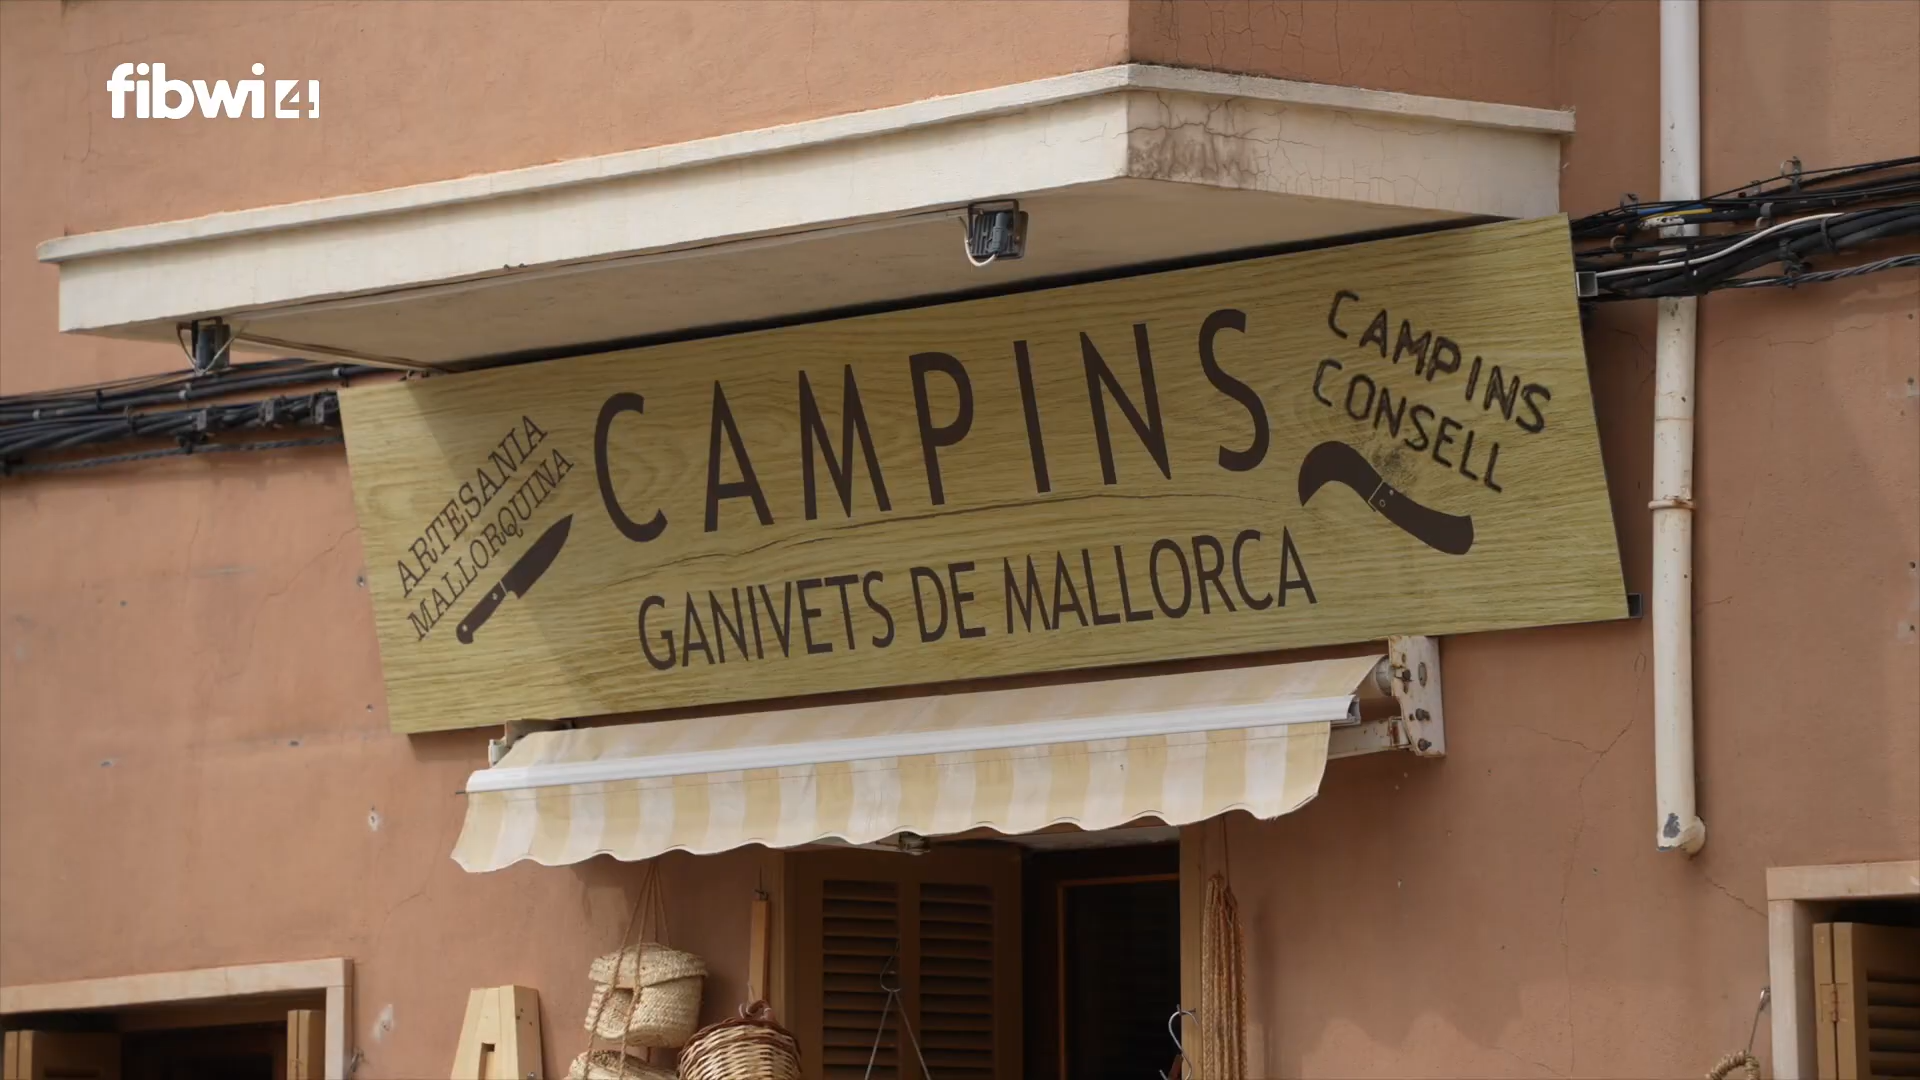 fibwi4
ARTESANIA
MALLORQUINA
CAMPINS
GANIVETS DE MALLORCA
CAMPINS
CONSELL
A